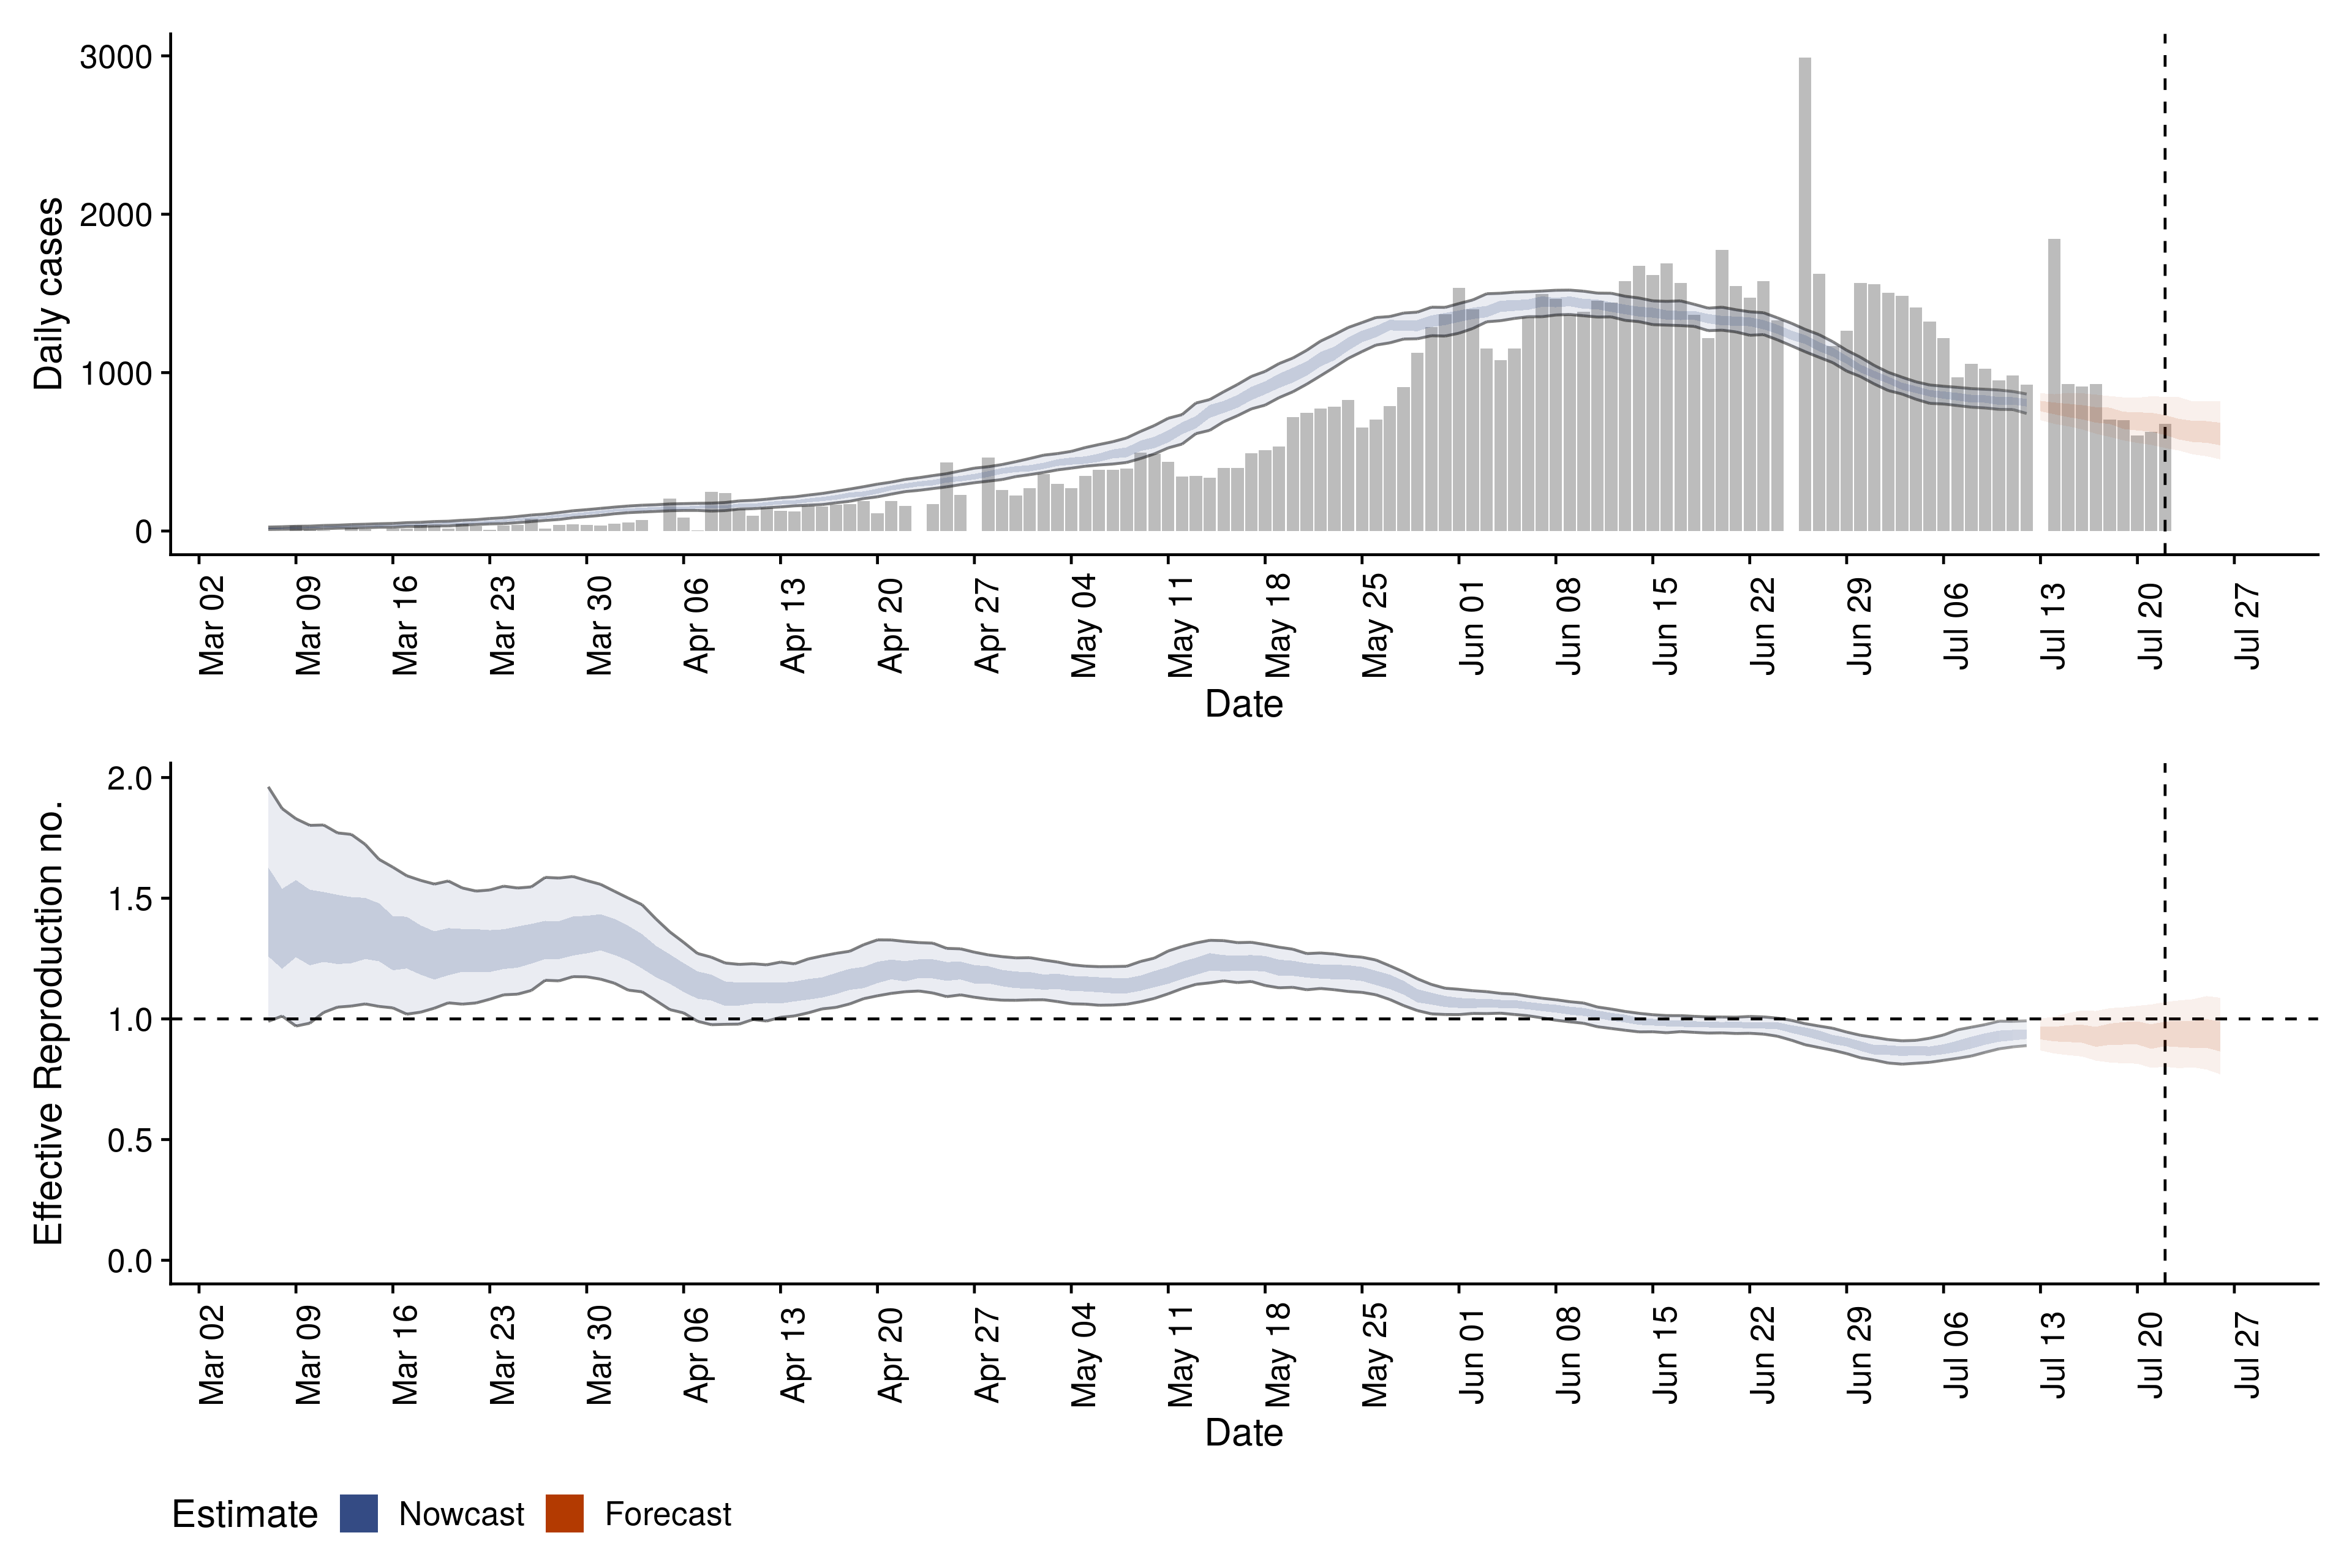 3000
2000
1000
0
Daily cases
Mar 02
Mar 09
Mar 16
Mar 23
Mar 30
Apr 06
Apr 13
Apr 20
Apr 27
May 04
May 11
May 18
May 25
Jun 01
Jun 08
Jun 15
Jun 22
Jun 29
Jul 06
Jul 13
Jul 20
Jul 27
Date
2.0
1.5
1.0
0.5
0.0
Effective Reproduction no.
Mar 02
Mar 09
Mar 16
Mar 23
Mar 30
Apr 06
Apr 13
Apr 20
Apr 27
May 04
May 11
May 18
May 25
Jun 01
Jun 08
Jun 15
Jun 22
Jun 29
Jul 06
Jul 13
Jul 20
Jul 27
Date
Estimate Nowcast Forecast